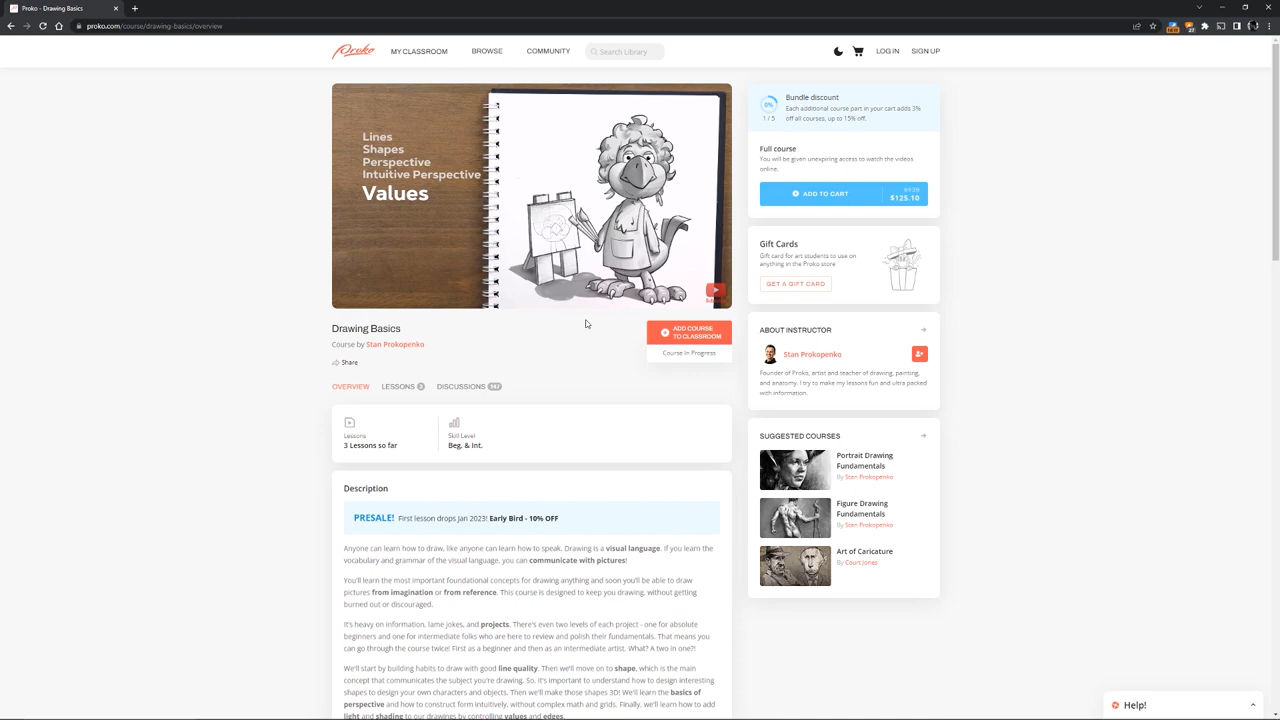 Proko - Drawing Basics
proko.com/course/drawing-basics/overview
Proko
MY CLASSROOM
BROWSE
COMMUNITY
Search Library
LOG IN
SIGN UP
Lines
Shapes
Perspective
Intuitive Perspective
Values
Drawing Basics
Course by Stan Prokopenko
Share
ADD COURSE
TO CLASSROOM
Course In Progress
OVERVIEW
LESSONS 3
DISCUSSIONS 147
Lessons
3 Lessons so far
Skill Level
Beg. & Int.
Description
PRESALE! First lesson drops Jan 2023! Early Bird - 10% OFF
Anyone can learn how to draw, like anyone can learn how to speak. Drawing is a visual language. If you learn the
vocabulary and grammar of the visual language, you can communicate with pictures!
You'll learn the most important foundational concepts for drawing anything and soon you'll be able to draw
pictures from imagination or from reference. This course is designed to keep you drawing, without getting
burned out or discouraged.
It's heavy on information, lame jokes, and projects. There's even two levels of each project - one for absolute
beginners and one for intermediate folks who are here to review and polish their fundamentals. That means you
can go through the course twice! First as a beginner and then as an intermediate artist. What? A two in one?!
We'll start by building habits to draw with good line quality. Then we'll move on to shape, which is the main
concept that communicates the subject you're drawing. So, it's important to understand how to design interesting
shapes to design your own characters and objects. Then we'll make those shapes 3D! We'll learn the basics of
perspective and how to construct form intuitively, without complex math and grids. Finally, we'll learn how to add
light and shading to our drawings by controlling values and edges.
Bundle discount
0%
1 / 5
Each additional course part in your cart adds 3%
off all courses, up to 15% off.
Full course
You will be given unexpiring access to watch the videos
online.
ADD TO CART
$139
$125.10
Gift Cards
Gift card for art students to use on
anything in the Proko store
GET A GIFT CARD
ABOUT INSTRUCTOR
Stan Prokopenko
Founder of Proko, artist and teacher of drawing, painting,
and anatomy. I try to make my lessons fun and ultra packed
with information.
SUGGESTED COURSES
Portrait Drawing
Fundamentals
By Stan Prokopenko
Figure Drawing
Fundamentals
By Stan Prokopenko
Art of Caricature
By Court Jones
Help!